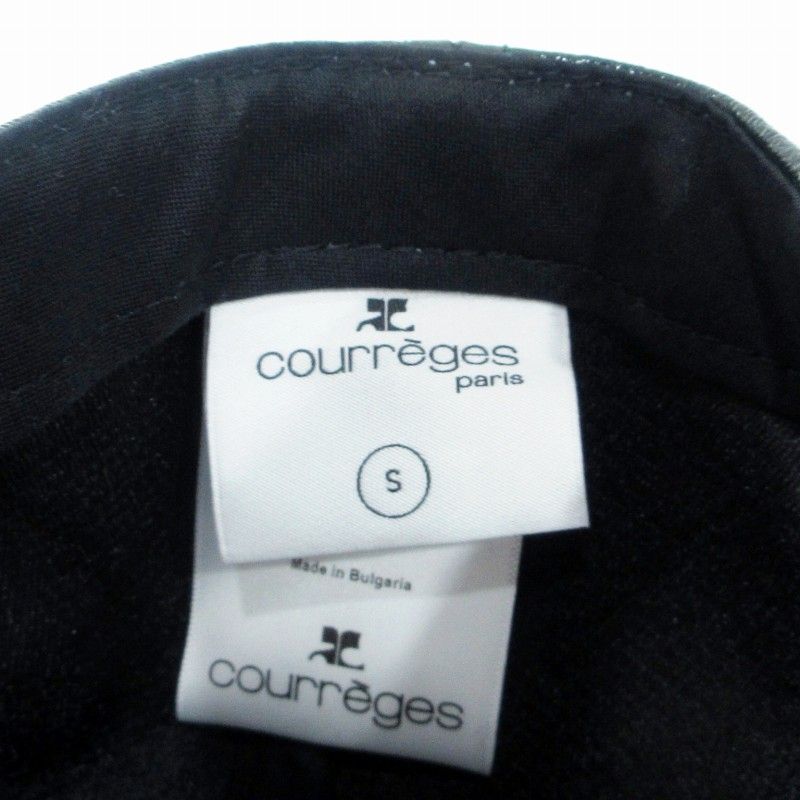 courrèges
paris
S
Made in Bulgaria
courrèges